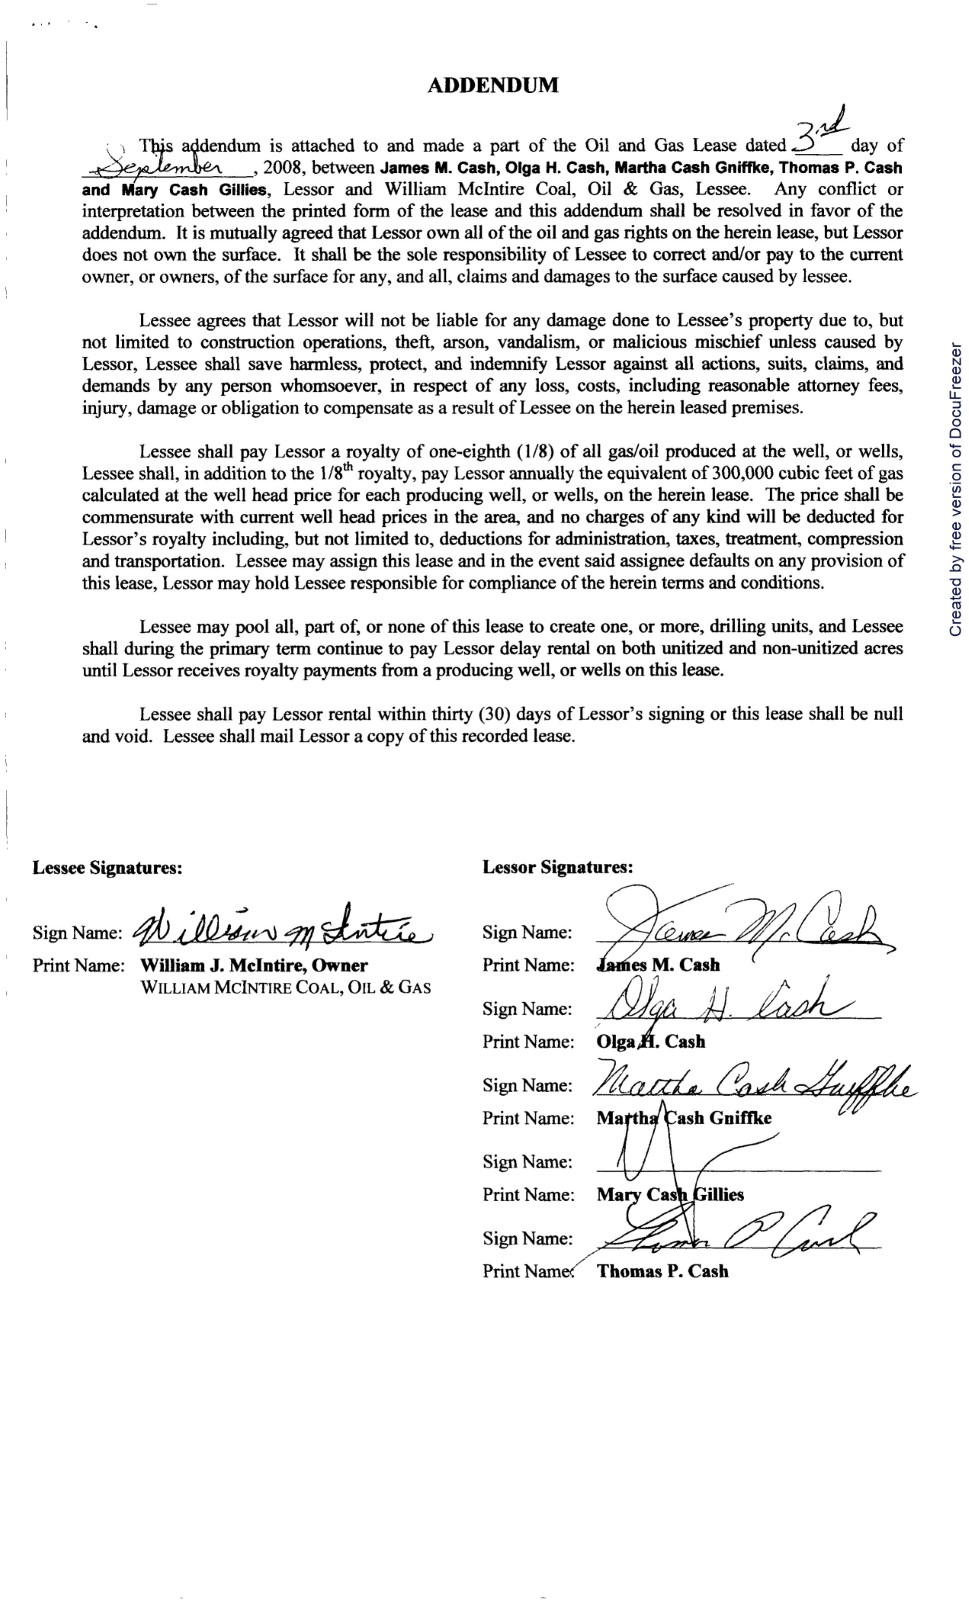 ADDENDUM
This addendum is attached to and made a part of the Oil and Gas Lease dated 3rd day of
September, 2008, between James M. Cash, Olga H. Cash, Martha Cash Gniffke, Thomas P. Cash
and Mary Cash Gillies, Lessor and William McIntire Coal, Oil & Gas, Lessee. Any conflict or
interpretation between the printed form of the lease and this addendum shall be resolved in favor of the
addendum. It is mutually agreed that Lessor own all of the oil and gas rights on the herein lease, but Lessor
does not own the surface. It shall be the sole responsibility of Lessee to correct and/or pay to the current
owner, or owners, of the surface for any, and all, claims and damages to the surface caused by lessee.
Lessee agrees that Lessor will not be liable for any damage done to Lessee's property due to, but
not limited to construction operations, theft, arson, vandalism, or malicious mischief unless caused by
Lessor, Lessee shall save harmless, protect, and indemnify Lessor against all actions, suits, claims, and
demands by any person whomsoever, in respect of any loss, costs, including reasonable attorney fees,
injury, damage or obligation to compensate as a result of Lessee on the herein leased premises.
Lessee shall pay Lessor a royalty of one-eighth (1/8) of all gas/oil produced at the well, or wells,
Lessee shall, in addition to the 1/8th royalty, pay Lessor annually the equivalent of 300,000 cubic feet of gas
calculated at the well head price for each producing well, or wells, on the herein lease. The price shall be
commensurate with current well head prices in the area, and no charges of any kind will be deducted for
Lessor's royalty including, but not limited to, deductions for administration, taxes, treatment, compression
and transportation. Lessee may assign this lease and in the event said assignee defaults on any provision of
this lease, Lessor may hold Lessee responsible for compliance of the herein terms and conditions.
Lessee may pool all, part of, or none of this lease to create one, or more, drilling units, and Lessee
shall during the primary term continue to pay Lessor delay rental on both unitized and non-unitized acres
until Lessor receives royalty payments from a producing well, or wells on this lease.
Lessee shall pay Lessor rental within thirty (30) days of Lessor's signing or this lease shall be null
and void. Lessee shall mail Lessor a copy of this recorded lease.
Lessee Signatures:
Sign Name: William McIntire
Print Name: William J. McIntire, Owner
WILLIAM MCINTIRE COAL, OIL & GAS
Lessor Signatures:
Sign Name: James M. Cash
Print Name: James M. Cash
Sign Name: Olga H. Cash
Print Name: Olga H. Cash
Sign Name: Martha Cash Gniffke
Print Name: Martha Cash Gniffke
Sign Name:
Print Name: Mary Cash Gillies
Sign Name: Thomas P Cash
Print Name: Thomas P. Cash
Created by free version of DocuFreezer